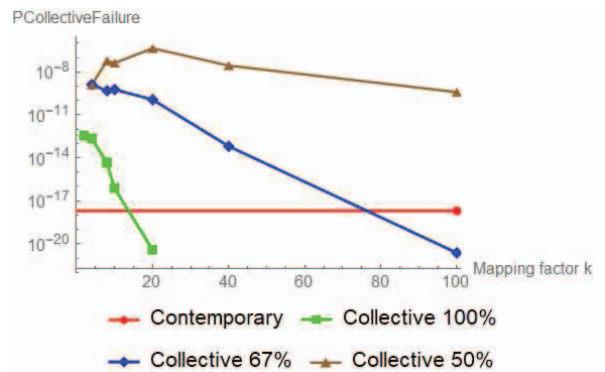 PCollectiveFailure
10⁻⁸
10⁻¹¹
10⁻¹⁴
10⁻¹⁷
10⁻²⁰
20 40 60 80 100 Mapping factor k
Contemporary Collective 100%
Collective 67% Collective 50%